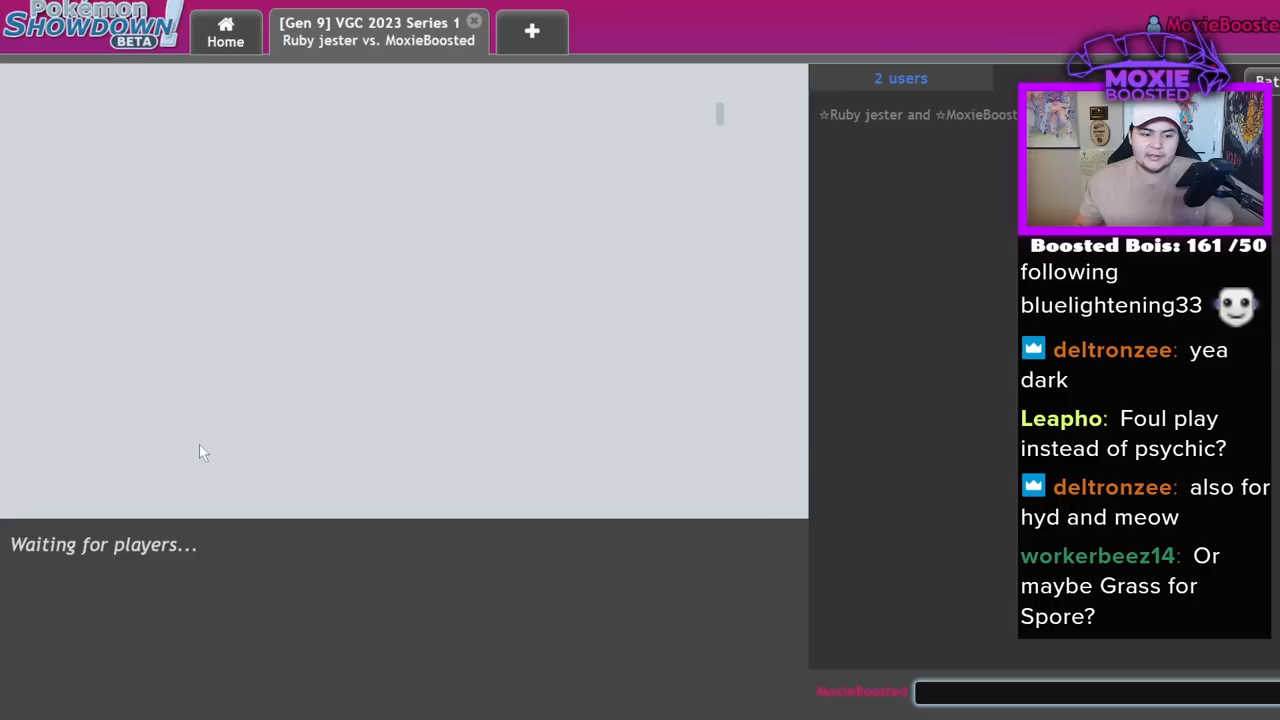 Pokémon
SHOWDOWN!
BETA
Home
[Gen 9] VGC 2023 Series 1
Ruby jester vs. MoxieBoosted
MoxieBooste
2 users
Bat
☆Ruby jester and ☆MoxieBoost
MOXIE
BOOSTED
Boosted Bois: 161 /50
following
bluelightening33
deltronzee: yea
dark
Leapho: Foul play
instead of psychic?
deltronzee: also for
hyd and meow
workerbeez14: Or
maybe Grass for
Spore?
Waiting for players...
MoxieBoosted